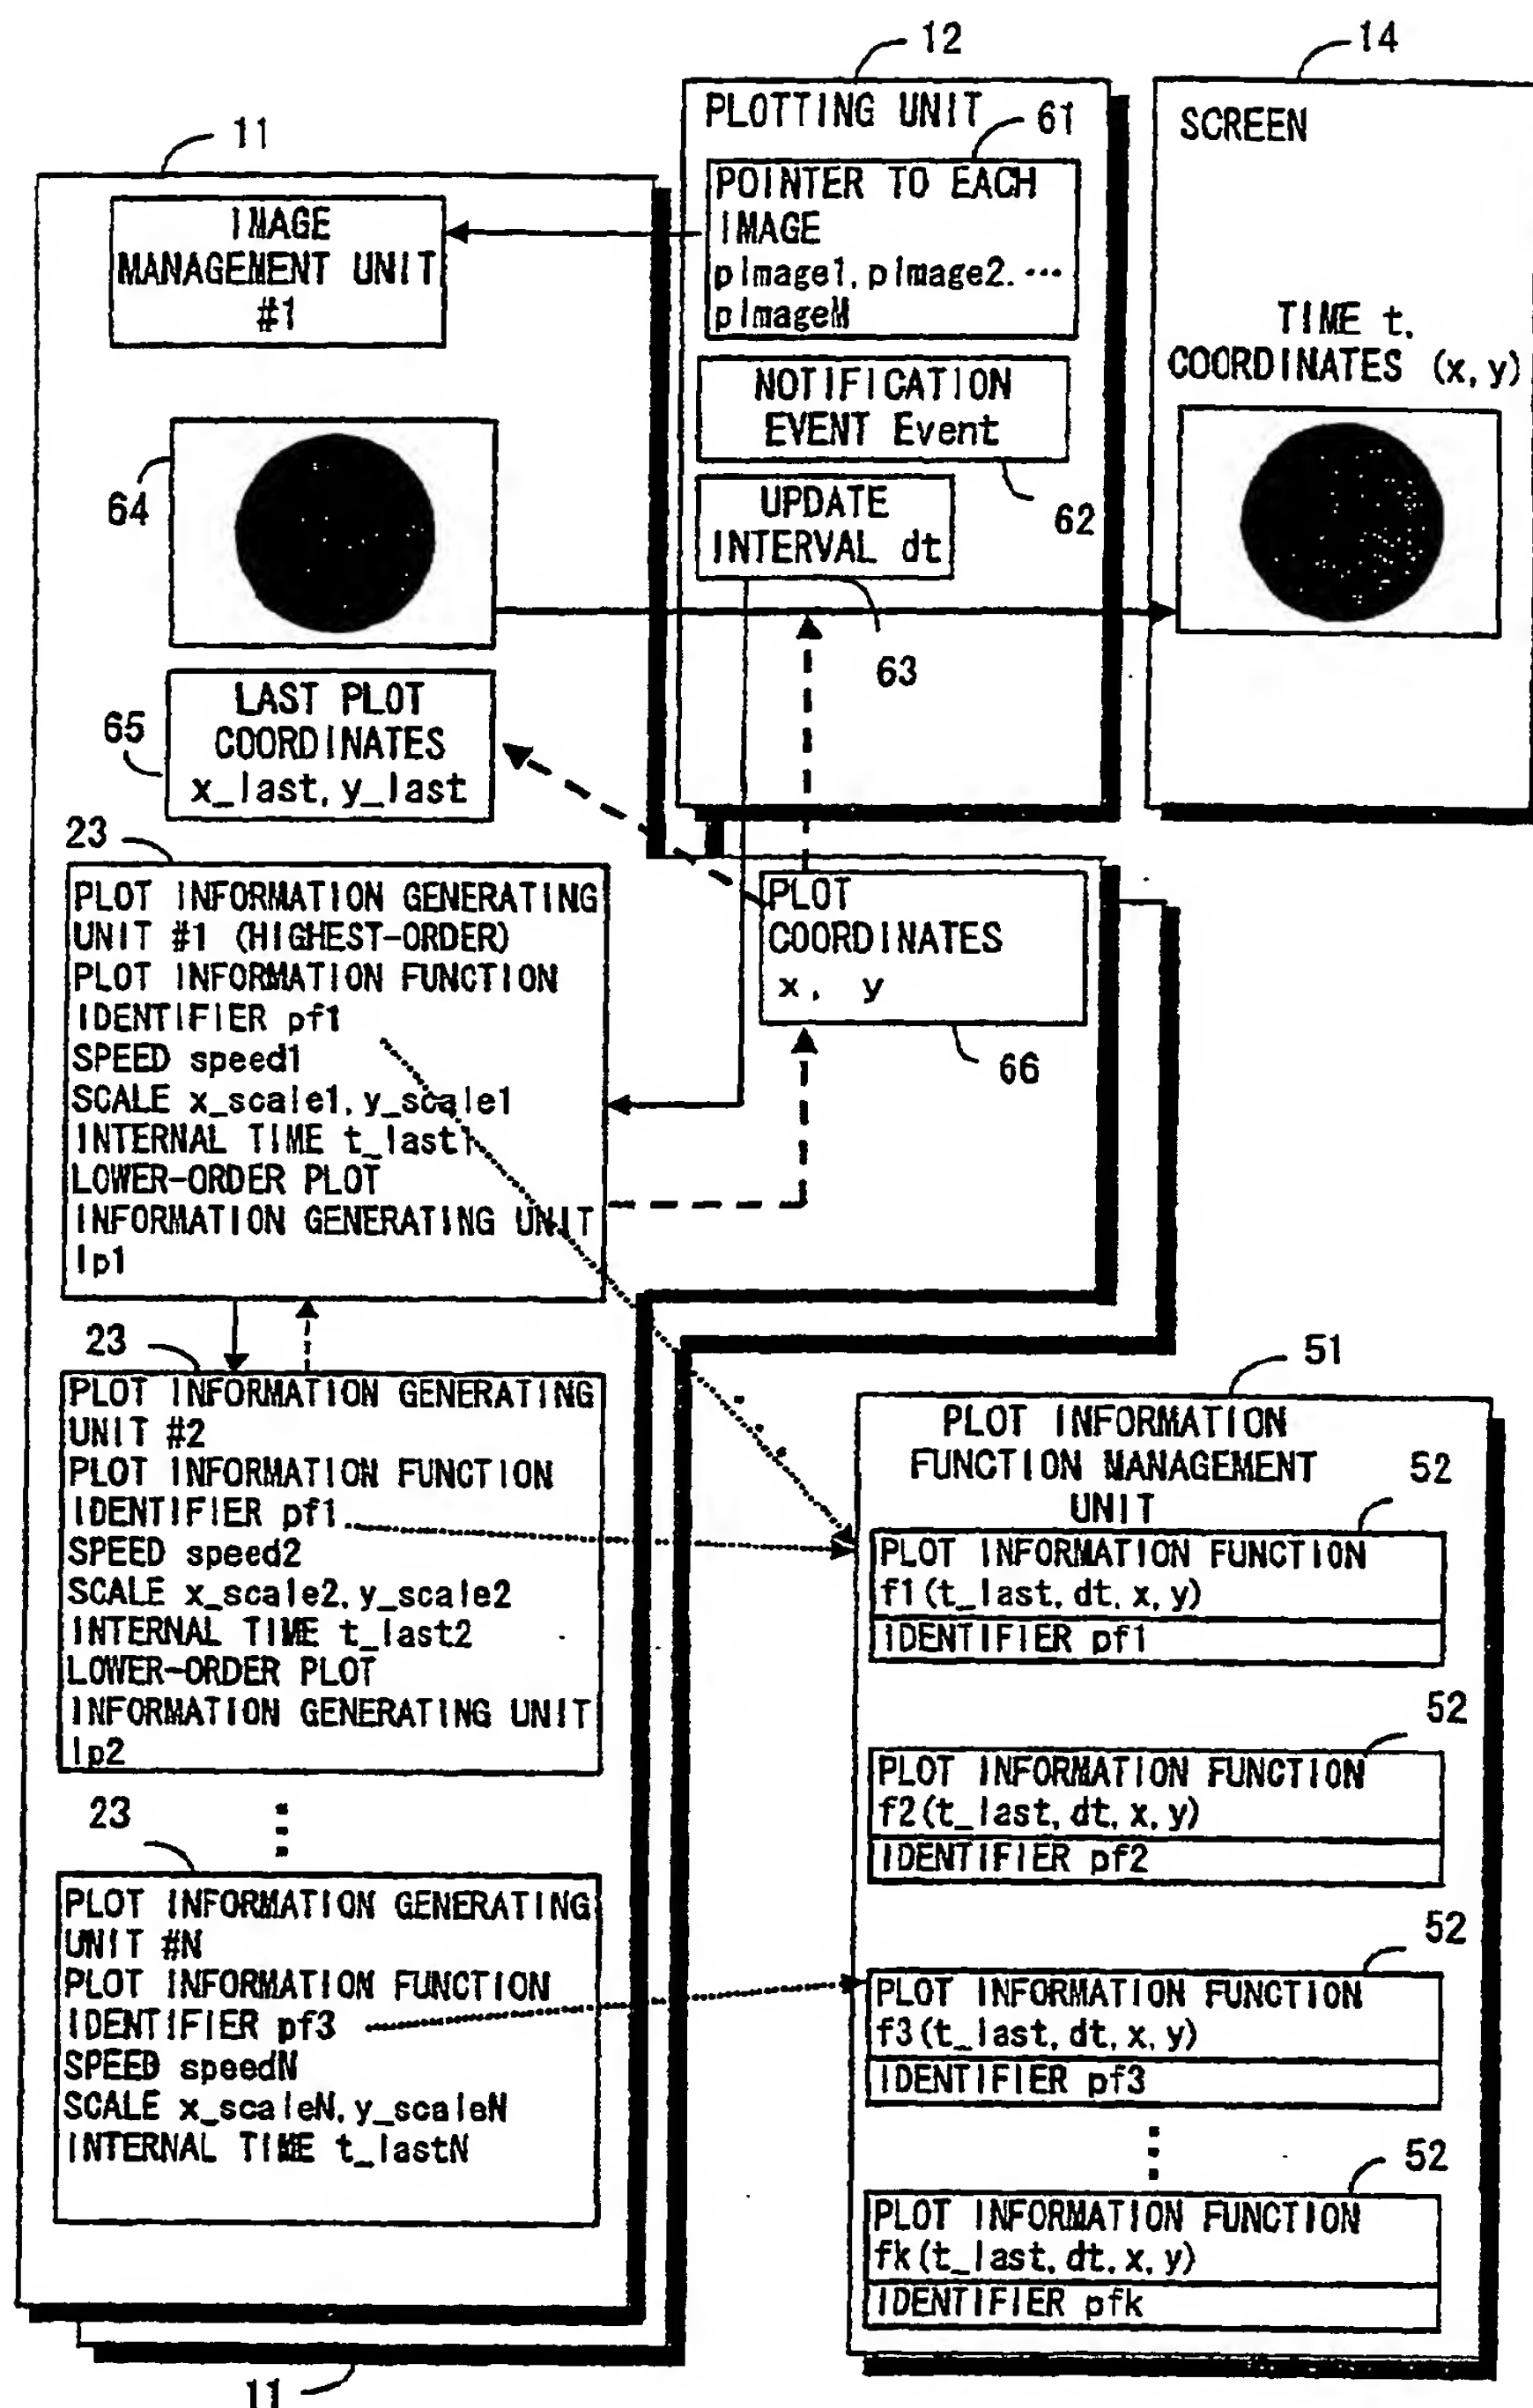 12
14
11
PLOTTING UNIT
61
SCREEN
POINTER TO EACH
IMAGE
pImage1, pImage2. ···
pImageM
IMAGE
MANAGEMENT UNIT
#1
TIME t.
COORDINATES (x, y)
NOTIFICATION
EVENT Event
62
64
UPDATE
INTERVAL dt
63
LAST PLOT
COORDINATES
x_last, y_last
65
23
PLOT INFORMATION GENERATING
UNIT #1 (HIGHEST-ORDER)
PLOT INFORMATION FUNCTION
IDENTIFIER pf1
SPEED speed1
SCALE x_scale1, y_scale1
INTERNAL TIME t_last1
LOWER-ORDER PLOT
INFORMATION GENERATING UNIT
lp1
PLOT
COORDINATES
x, y
66
23
PLOT INFORMATION GENERATING
UNIT #2
PLOT INFORMATION FUNCTION
IDENTIFIER pf1
SPEED speed2
SCALE x_scale2, y_scale2
INTERNAL TIME t_last2
LOWER-ORDER PLOT
INFORMATION GENERATING UNIT
lp2
23
PLOT INFORMATION GENERATING
UNIT #N
PLOT INFORMATION FUNCTION
IDENTIFIER pf3
SPEED speedN
SCALE x_scaleN, y_scaleN
INTERNAL TIME t_lastN
11
51
PLOT INFORMATION
FUNCTION MANAGEMENT
UNIT
52
PLOT INFORMATION FUNCTION
f1(t_last, dt, x, y)
IDENTIFIER pf1
52
PLOT INFORMATION FUNCTION
f2(t_last, dt, x, y)
IDENTIFIER pf2
52
PLOT INFORMATION FUNCTION
f3(t_last, dt, x, y)
IDENTIFIER pf3
52
PLOT INFORMATION FUNCTION
fk(t_last, dt, x, y)
IDENTIFIER pfk